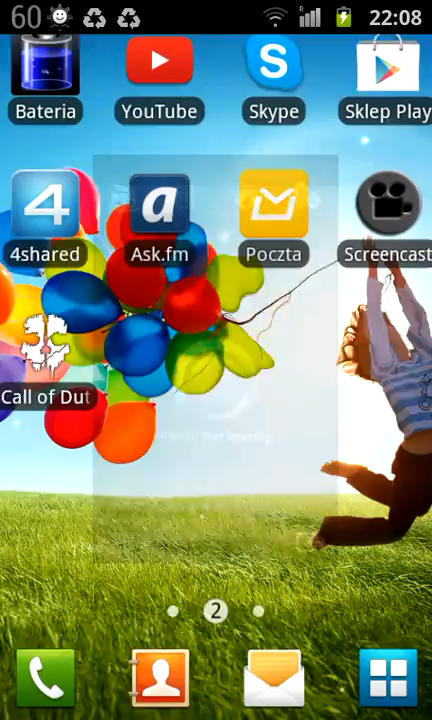 60 22:08
Bateria YouTube Skype Sklep Play
4shared Ask.fm Poczta Screencast
Call of Dut
2